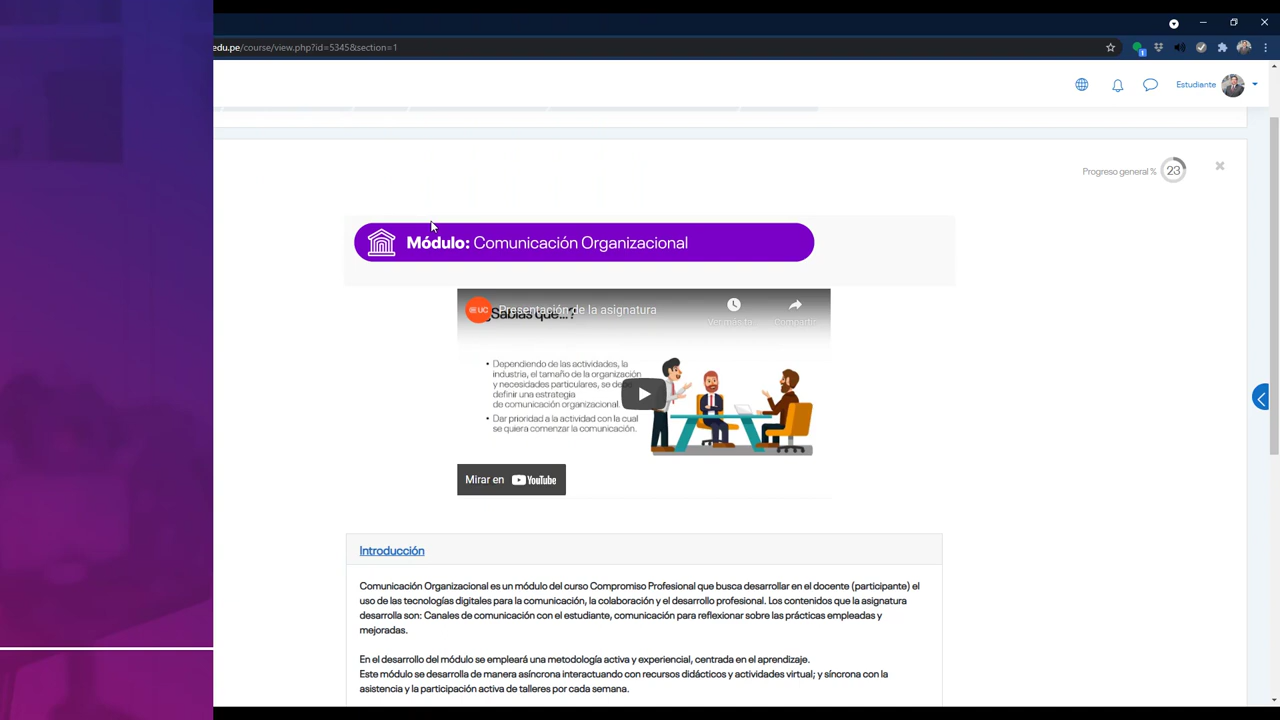 edu.pe/course/view.php?id=5345&section=1
1
Estudiante
Progreso general % 23
Módulo: Comunicación Organizacional
UC
Presentación de la asignatura
¿Sabías que...?
Compartir
• Dependiendo de las actividades, la
industria, el tamaño de la organización
y necesidades particulares, se debe
definir una estrategia
de comunicación organizacional.
• Dar prioridad a la actividad con la cual
se quiera comenzar la comunicación.
Mirar en YouTube
Introducción
Comunicación Organizacional es un módulo del curso Compromiso Profesional que busca desarrollar en el docente (participante) el
uso de las tecnologías digitales para la comunicación, la colaboración y el desarrollo profesional. Los contenidos que la asignatura
desarrolla son: Canales de comunicación con el estudiante, comunicación para reflexionar sobre las prácticas empleadas y
mejoradas.
En el desarrollo del módulo se empleará una metodología activa y experiencial, centrada en el aprendizaje.
Este módulo se desarrolla de manera asíncrona interactuando con recursos didácticos y actividades virtual; y síncrona con la
asistencia y la participación activa de talleres por cada semana.